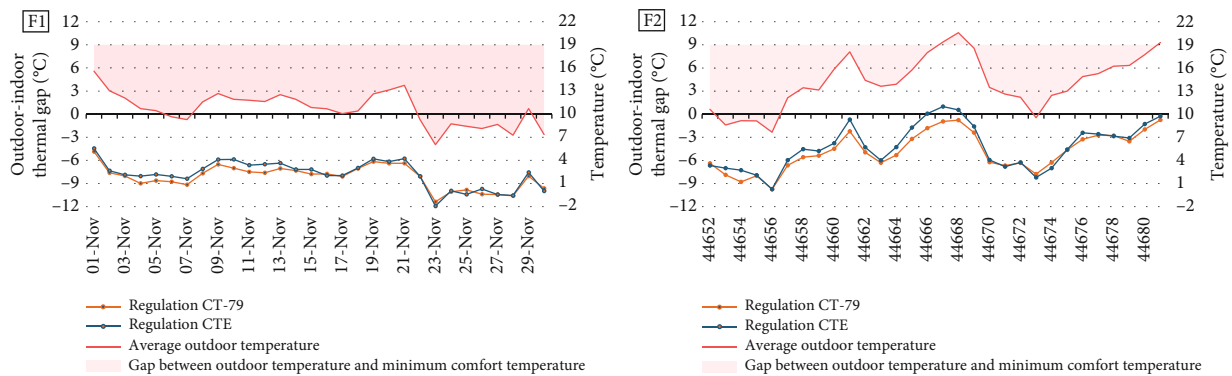 F1
Outdoor-indoor
thermal gap (°C)
12
9
6
3
0
−3
−6
−9
−12
22
19
16
13
10
7
4
1
−2
Temperature (°C)
01-Nov
03-Nov
05-Nov
07-Nov
09-Nov
11-Nov
13-Nov
15-Nov
17-Nov
19-Nov
21-Nov
23-Nov
25-Nov
27-Nov
29-Nov
Regulation CT-79
Regulation CTE
Average outdoor temperature
Gap between outdoor temperature and minimum comfort temperature
F2
Outdoor-indoor
thermal gap (°C)
12
9
6
3
0
−3
−6
−9
−12
22
19
16
13
10
7
4
1
−2
Temperature (°C)
44652
44654
44656
44658
44660
44662
44664
44666
44668
44670
44672
44674
44676
44678
44680
Regulation CT-79
Regulation CTE
Average outdoor temperature
Gap between outdoor temperature and minimum comfort temperature